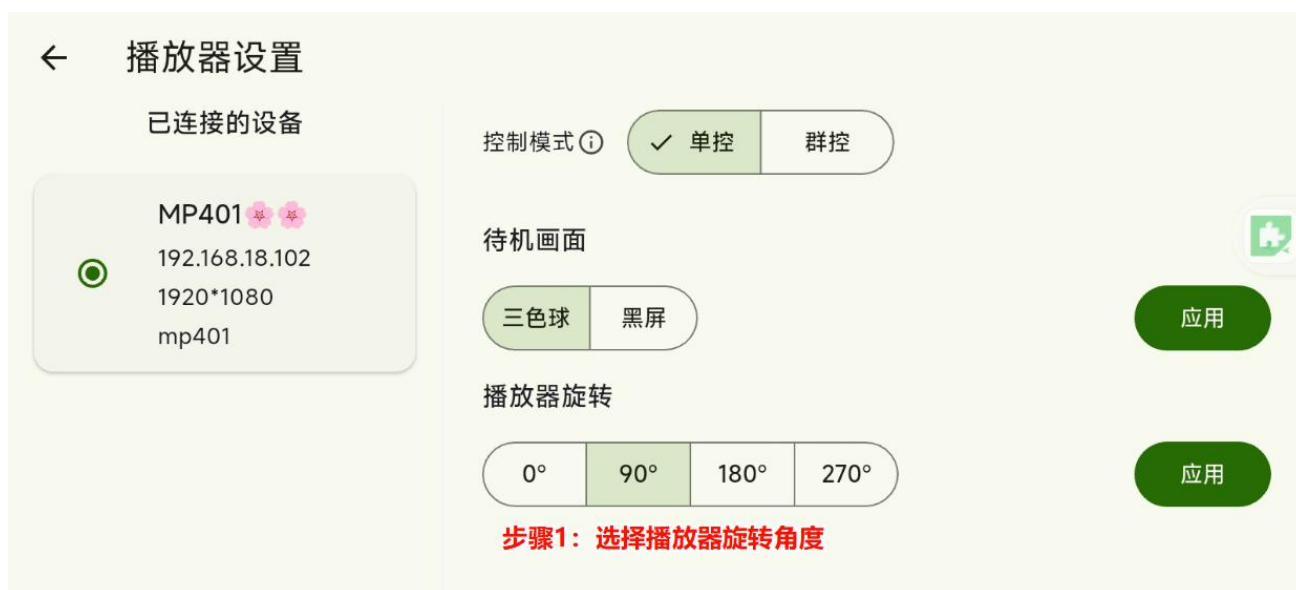 播放器设置
已连接的设备
MP401🌸🌸
192.168.18.102
1920*1080
mp401
控制模式
单控
群控
待机画面
三色球
黑屏
应用
播放器旋转
0°
90°
180°
270°
应用
步骤1：选择播放器旋转角度